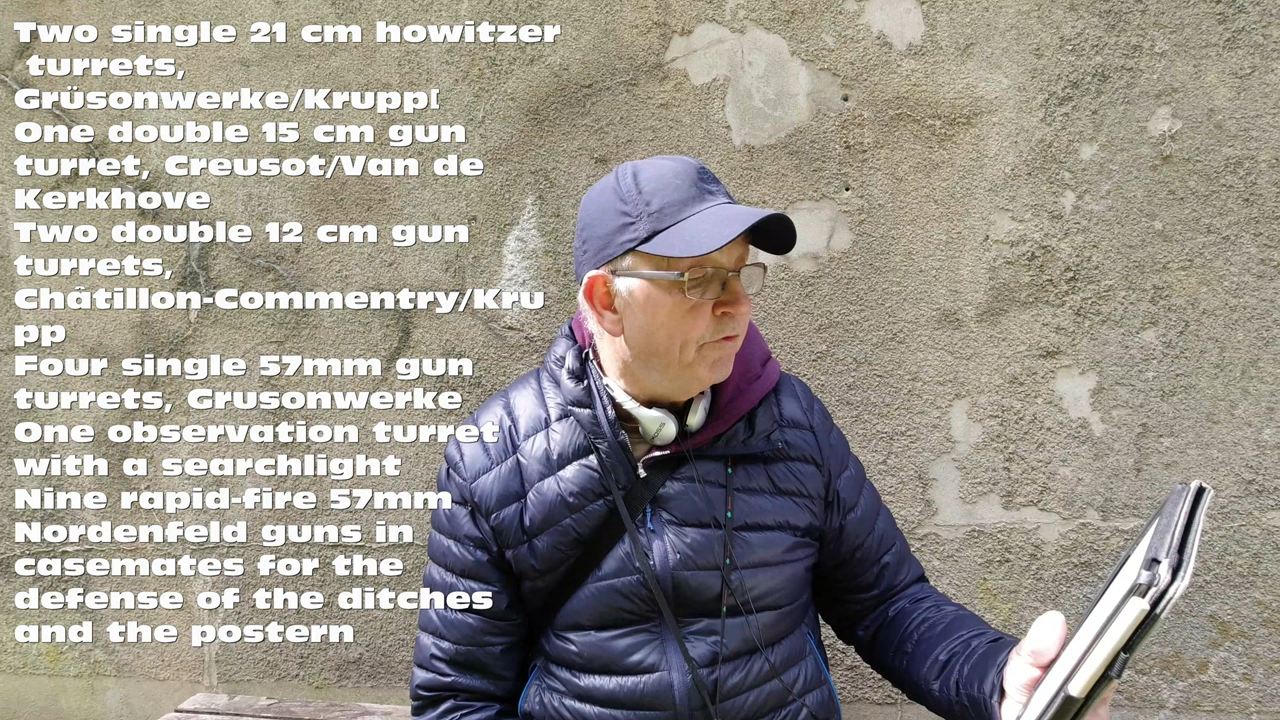 Two single 21 cm howitzer
turrets,
Grüsonwerke/Krupp[
One double 15 cm gun
turret, Creusot/Van de
Kerkhove
Two double 12 cm gun
turrets,
Châtillon-Commentry/Kru
pp
Four single 57mm gun
turrets, Grusonwerke
One observation turret
with a searchlight
Nine rapid-fire 57mm
Nordenfeld guns in
casemates for the
defense of the ditches
and the postern